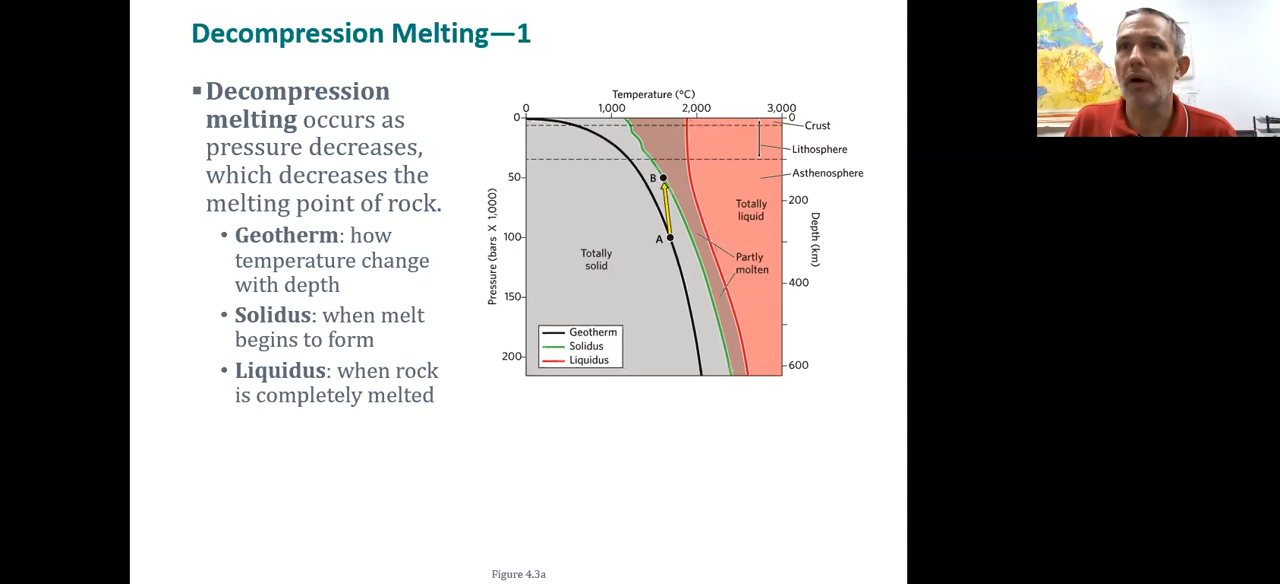 Decompression Melting—1
▪ Decompression
melting occurs as
pressure decreases,
which decreases the
melting point of rock.
• Geotherm: how
temperature change
with depth
• Solidus: when melt
begins to form
• Liquidus: when rock
is completely melted
Temperature (°C)
0 1,000 2,000 3,000
0 0
Crust
Lithosphere
Asthenosphere
50
B
200
Totally
liquid
100
A
Totally
solid
Partly
molten
Pressure (bars X 1,000)
Depth (km)
400
150
Geotherm
Solidus
Liquidus
200
600
Figure 4.3a